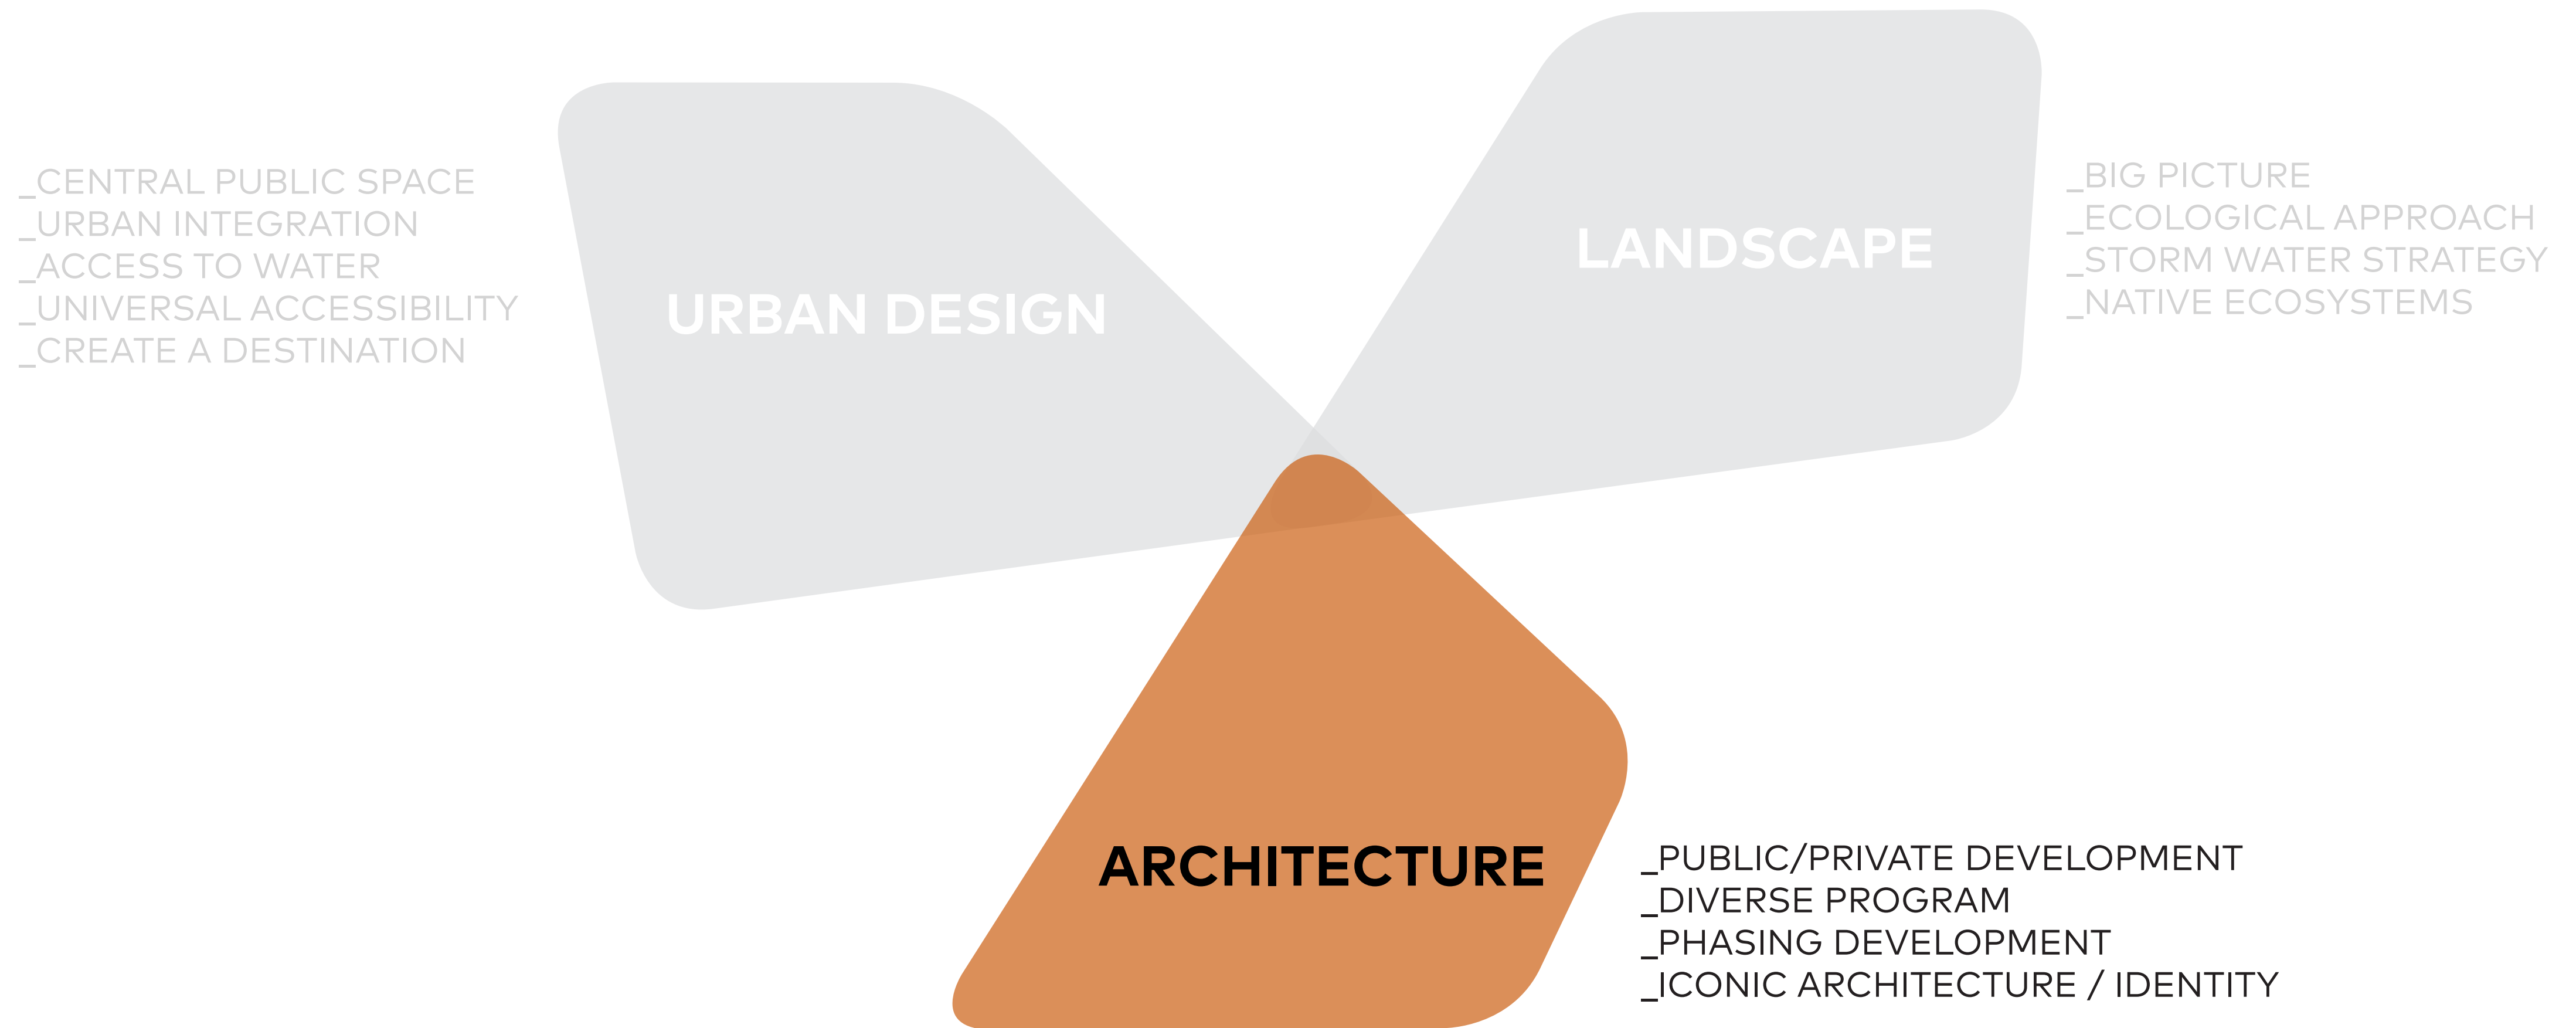 _CENTRAL PUBLIC SPACE
_URBAN INTEGRATION
_ACCESS TO WATER
_UNIVERSAL ACCESSIBILITY
_CREATE A DESTINATION
URBAN DESIGN
LANDSCAPE
_BIG PICTURE
_ECOLOGICAL APPROACH
_STORM WATER STRATEGY
_NATIVE ECOSYSTEMS
ARCHITECTURE
_PUBLIC/PRIVATE DEVELOPMENT
_DIVERSE PROGRAM
_PHASING DEVELOPMENT
_ICONIC ARCHITECTURE / IDENTITY